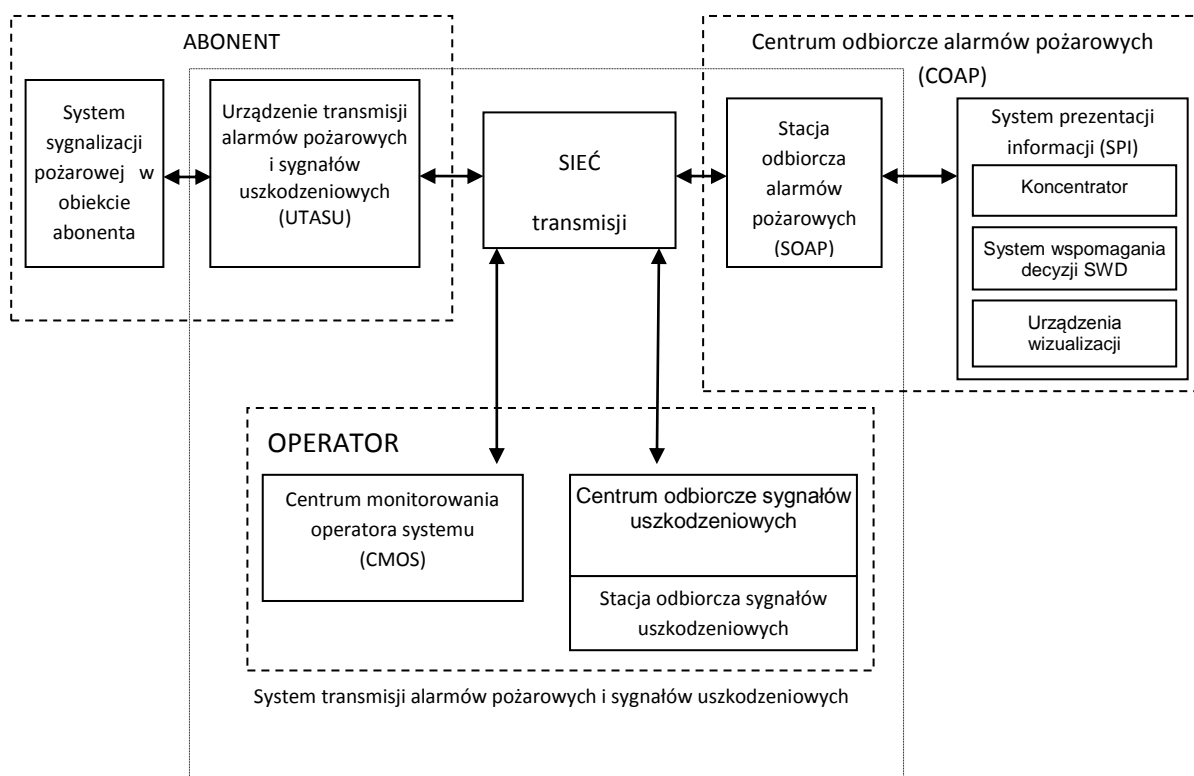 ABONENT
System
sygnalizacji
pożarowej w
obiekcie
abonenta
Urządzenie transmisji
alarmów pożarowych
i sygnałów
uszkodzeniowych
(UTASU)
SIEĆ
transmisji
Centrum odbiorcze alarmów pożarowych
(COAP)
Stacja
odbiorcza
alarmów
pożarowych
(SOAP)
System prezentacji
informacji (SPI)
Koncentrator
System wspomagania
decyzji SWD
Urządzenia
wizualizacji
OPERATOR
Centrum monitorowania
operatora systemu
(CMOS)
Centrum odbiorcze sygnałów
uszkodzeniowych
Stacja odbiorcza sygnałów
uszkodzeniowych
System transmisji alarmów pożarowych i sygnałów uszkodzeniowych